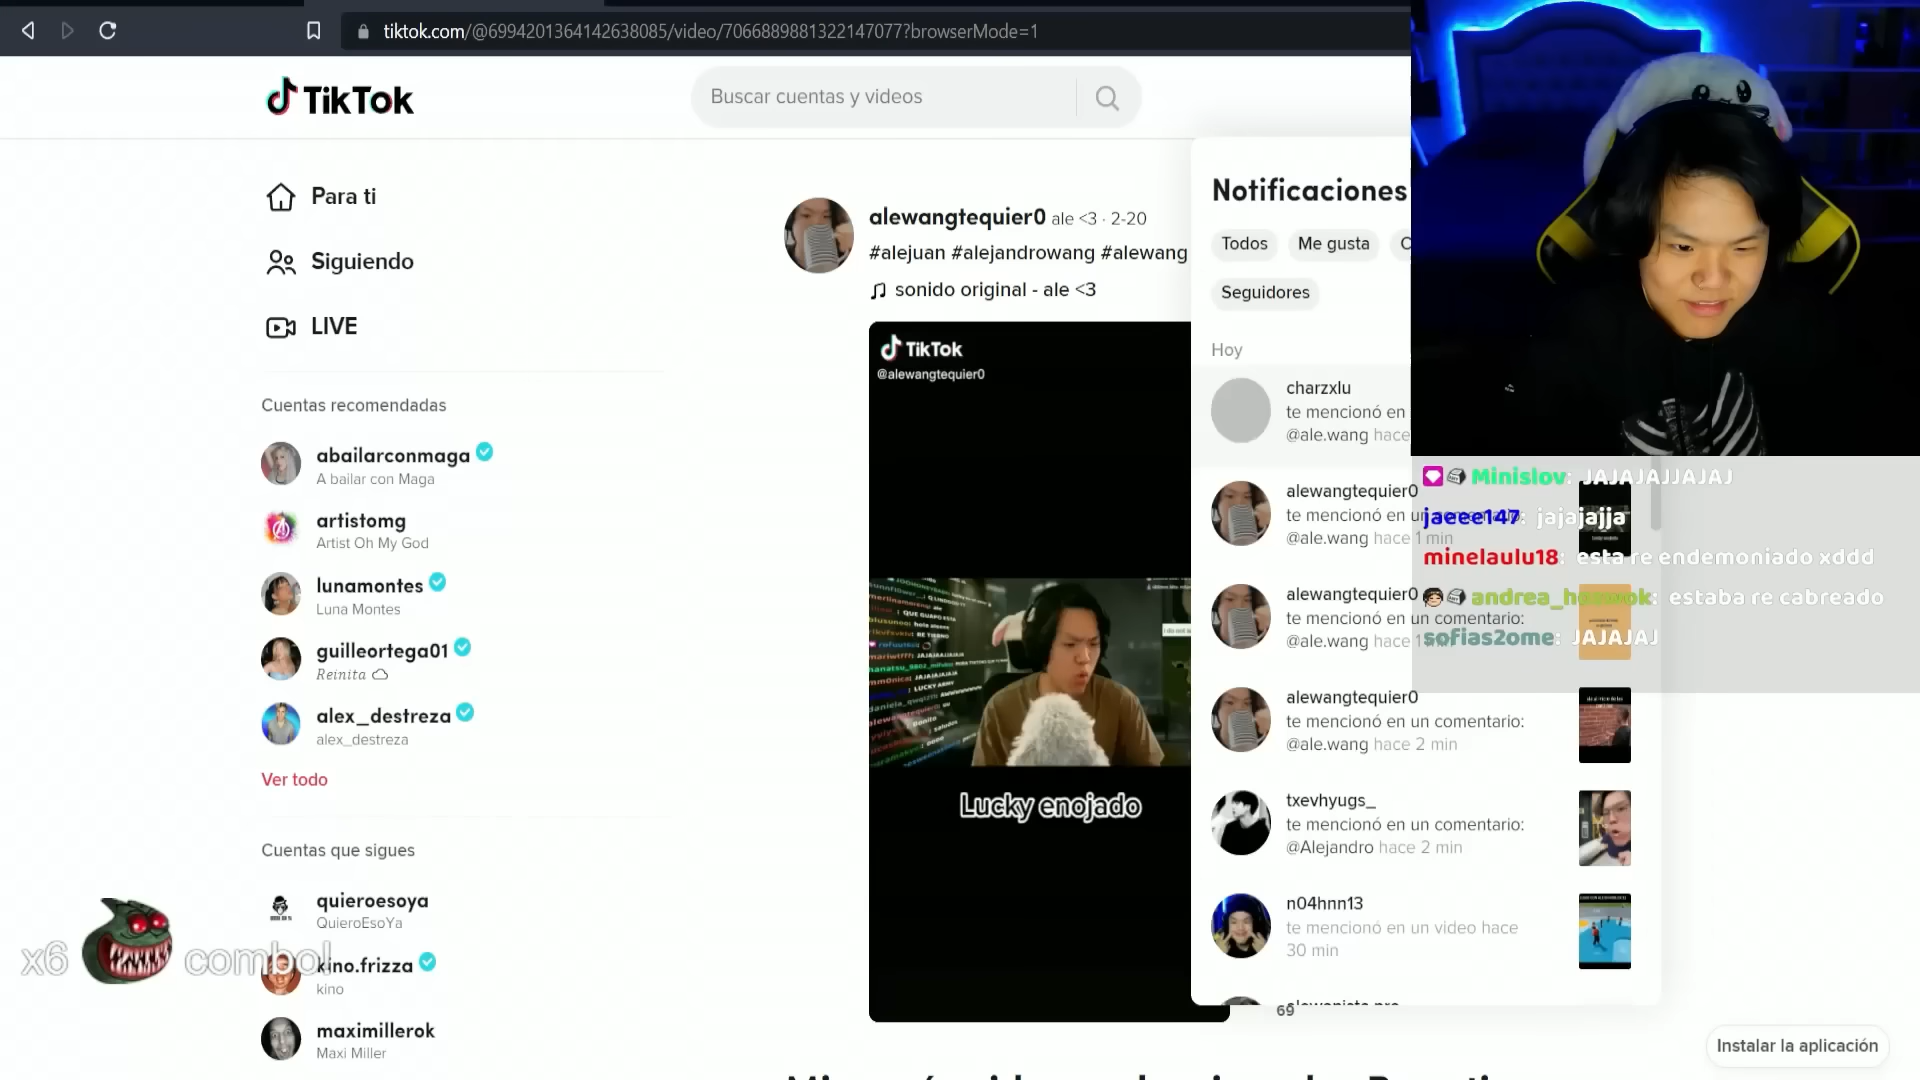 tiktok.com/@6994201364142638085/video/7066889881322147077?browserMode=1
TikTok
Buscar cuentas y videos
Para ti
Siguiendo
LIVE
Cuentas recomendadas
abailarconmaga
A bailar con Maga
artistomg
Artist Oh My God
lunamontes
Luna Montes
guilleortega01
Reinita
alex_destreza
alex_destreza
Ver todo
Cuentas que sigues
quieroesoya
QuieroEsoYa
kino.frizza
kino
maximillerok
Maxi Miller
x6 combo!
alewangtequier0 ale <3 · 2-20
#alejuan #alejandrowang #alewang
sonido original - ale <3
TikTok
@alewangtequier0
Lucky enojado
69
Notificaciones
Todos
Me gusta
C
Seguidores
Hoy
charzxlu
te mencionó en
@ale.wang hace
alewangtequier0
te mencionó en un comentario:
@ale.wang hace 1 min
alewangtequier0
te mencionó en un comentario:
@ale.wang hace 1 min
alewangtequier0
te mencionó en un comentario:
@ale.wang hace 2 min
txevhyugs_
te mencionó en un comentario:
@Alejandro hace 2 min
n04hnn13
te mencionó en un video hace
30 min
Minislov: JAJAJAJJAJAJ
jaeee147: jajajajja
minelaulu18: esta re endemoniado xddd
estaba re cabreado
sofias2ome: JAJAJAJ
Instalar la aplicación